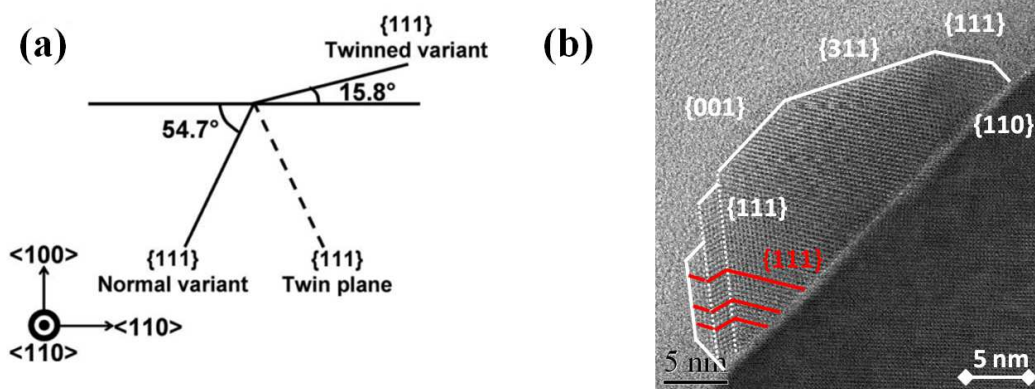 (a)
{111}
Twinned variant
15.8°
54.7°
{111}
Normal variant
{111}
Twin plane
<100>
<110>
<110>
(b)
{111}
{311}
{001}
{110}
{111}
{111}
5 nm
5 nm